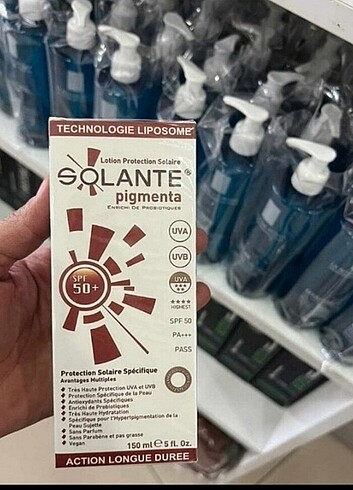 TECHNOLOGIE LIPOSOME
Lotion Protection Solaire
SOLANTE®
pigmenta
ENRICHI DE PROBIOTIQUES
UVA
UVB
SPF
50+
UVA
★★★★
HIGHEST
SPF 50
PA+++
PASS
Protection Solaire Spécifique
Avantages Multiples
Très Haute Protection UVA et UVB
Protection Spécifique de la Peau
Antioxydants Spécifiques
Enrichi de Probiotiques
Très Haute Hydratation
Spécifique pour l'Hyperpigmentation de la
Peau Sujette
Sans Parfum
Sans Parabène et pas grasse
Vegan
150 ml ℮ 5 fl. Oz.
ACTION LONGUE DUREE